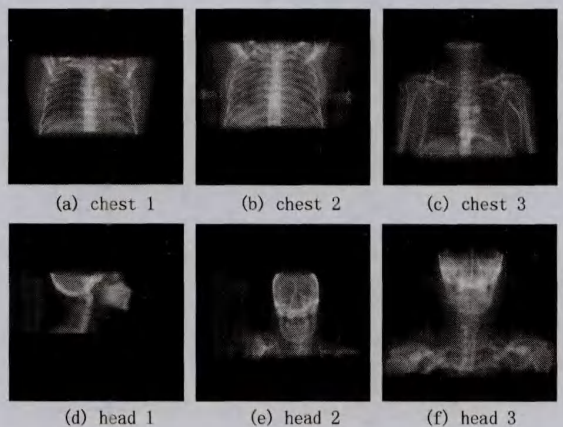 (a) chest 1
(b) chest 2
(c) chest 3
(d) head 1
(e) head 2
(f) head 3